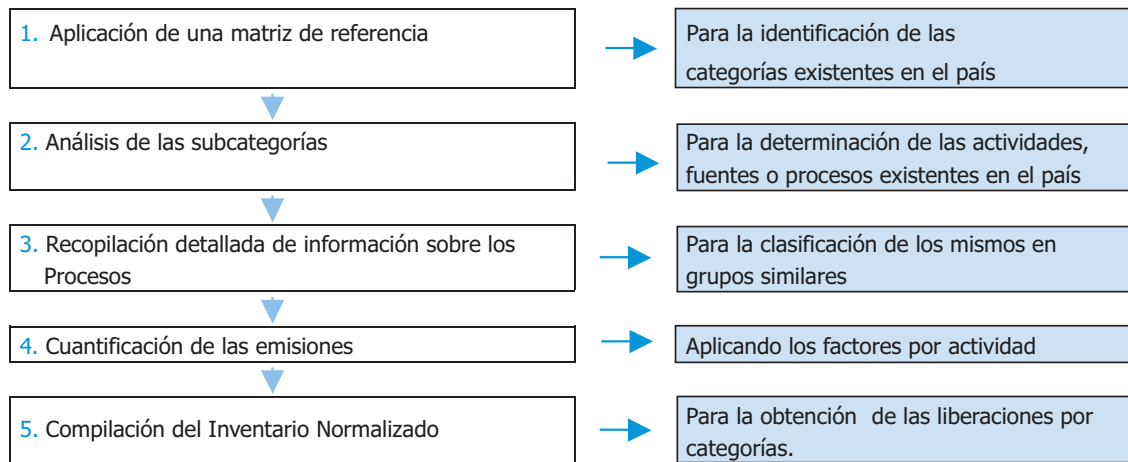 1. Aplicación de una matriz de referencia
Para la identificación de las
categorías existentes en el país
2. Análisis de las subcategorías
Para la determinación de las actividades,
fuentes o procesos existentes en el país
3. Recopilación detallada de información sobre los
Procesos
Para la clasificación de los mismos en
grupos similares
4. Cuantificación de las emisiones
Aplicando los factores por actividad
5. Compilación del Inventario Normalizado
Para la obtención de las liberaciones por
categorías.